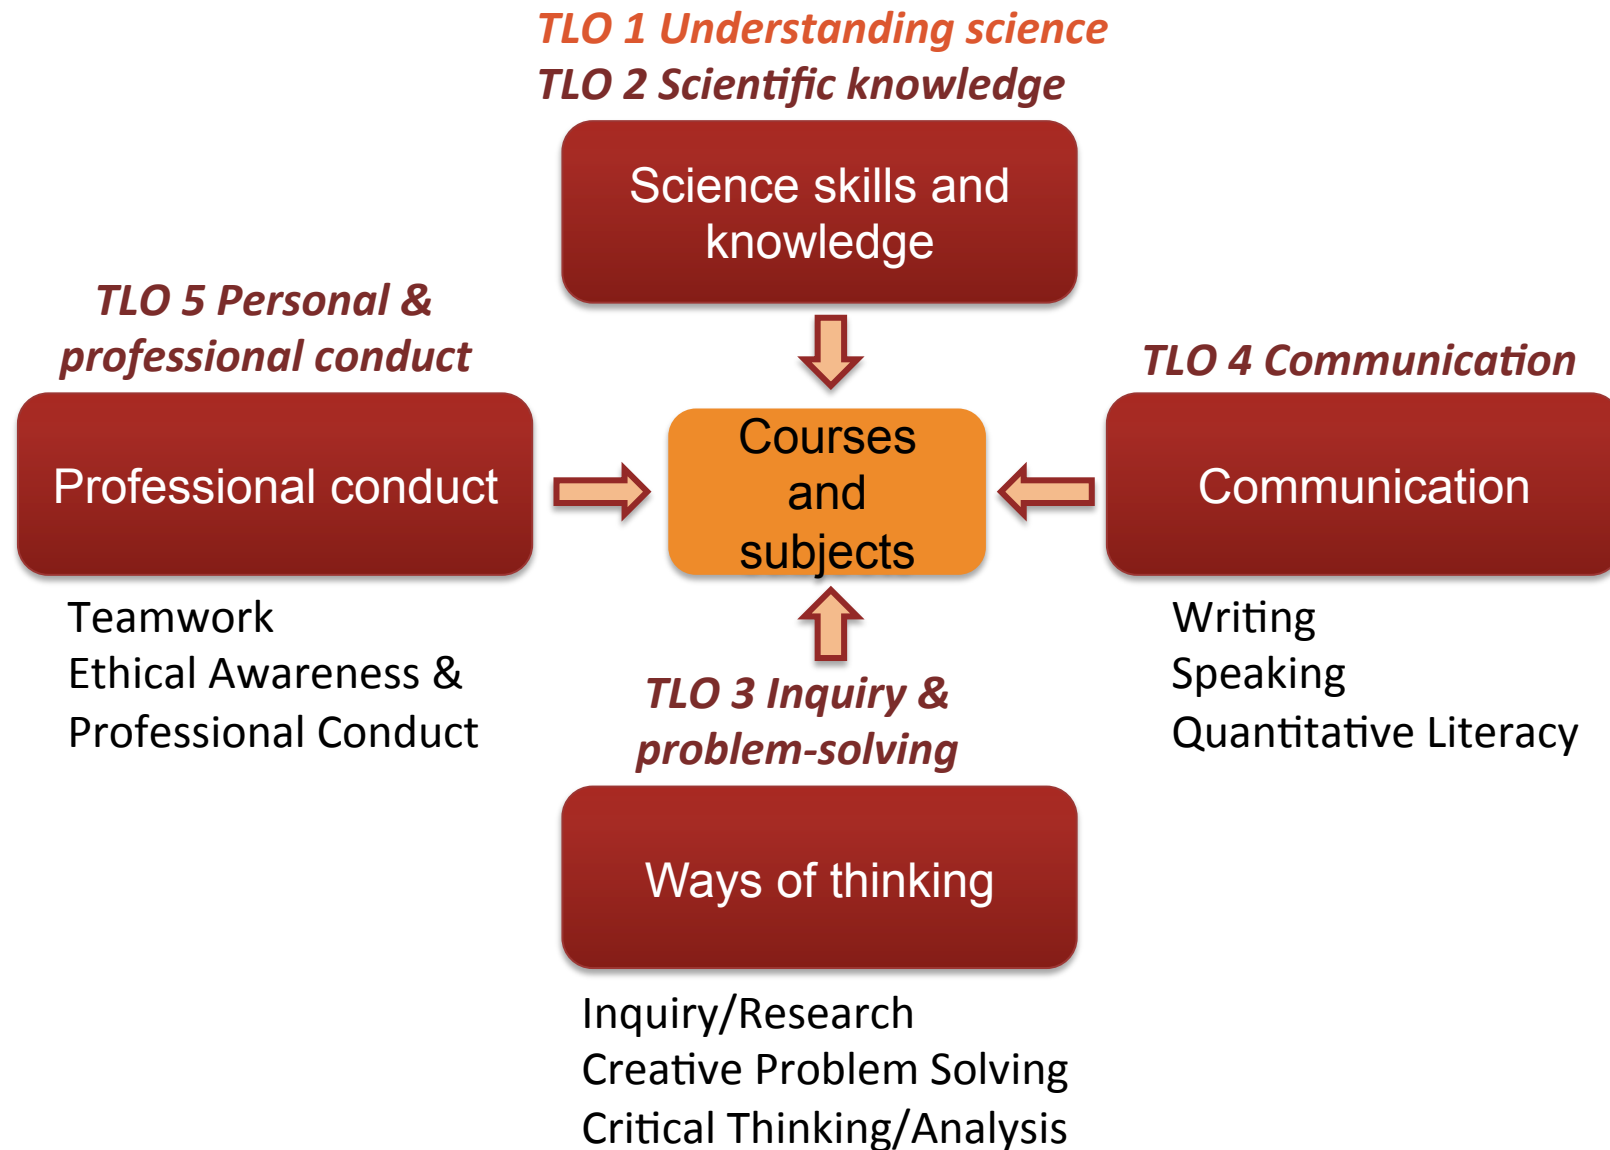 TLO 1 Understanding science
TLO 2 Scientific knowledge
Science skills and
knowledge
TLO 5 Personal &
professional conduct
Professional conduct
Teamwork
Ethical Awareness &
Professional Conduct
Courses
and
subjects
TLO 4 Communication
Communication
Writing
Speaking
Quantitative Literacy
TLO 3 Inquiry &
problem-solving
Ways of thinking
Inquiry/Research
Creative Problem Solving
Critical Thinking/Analysis